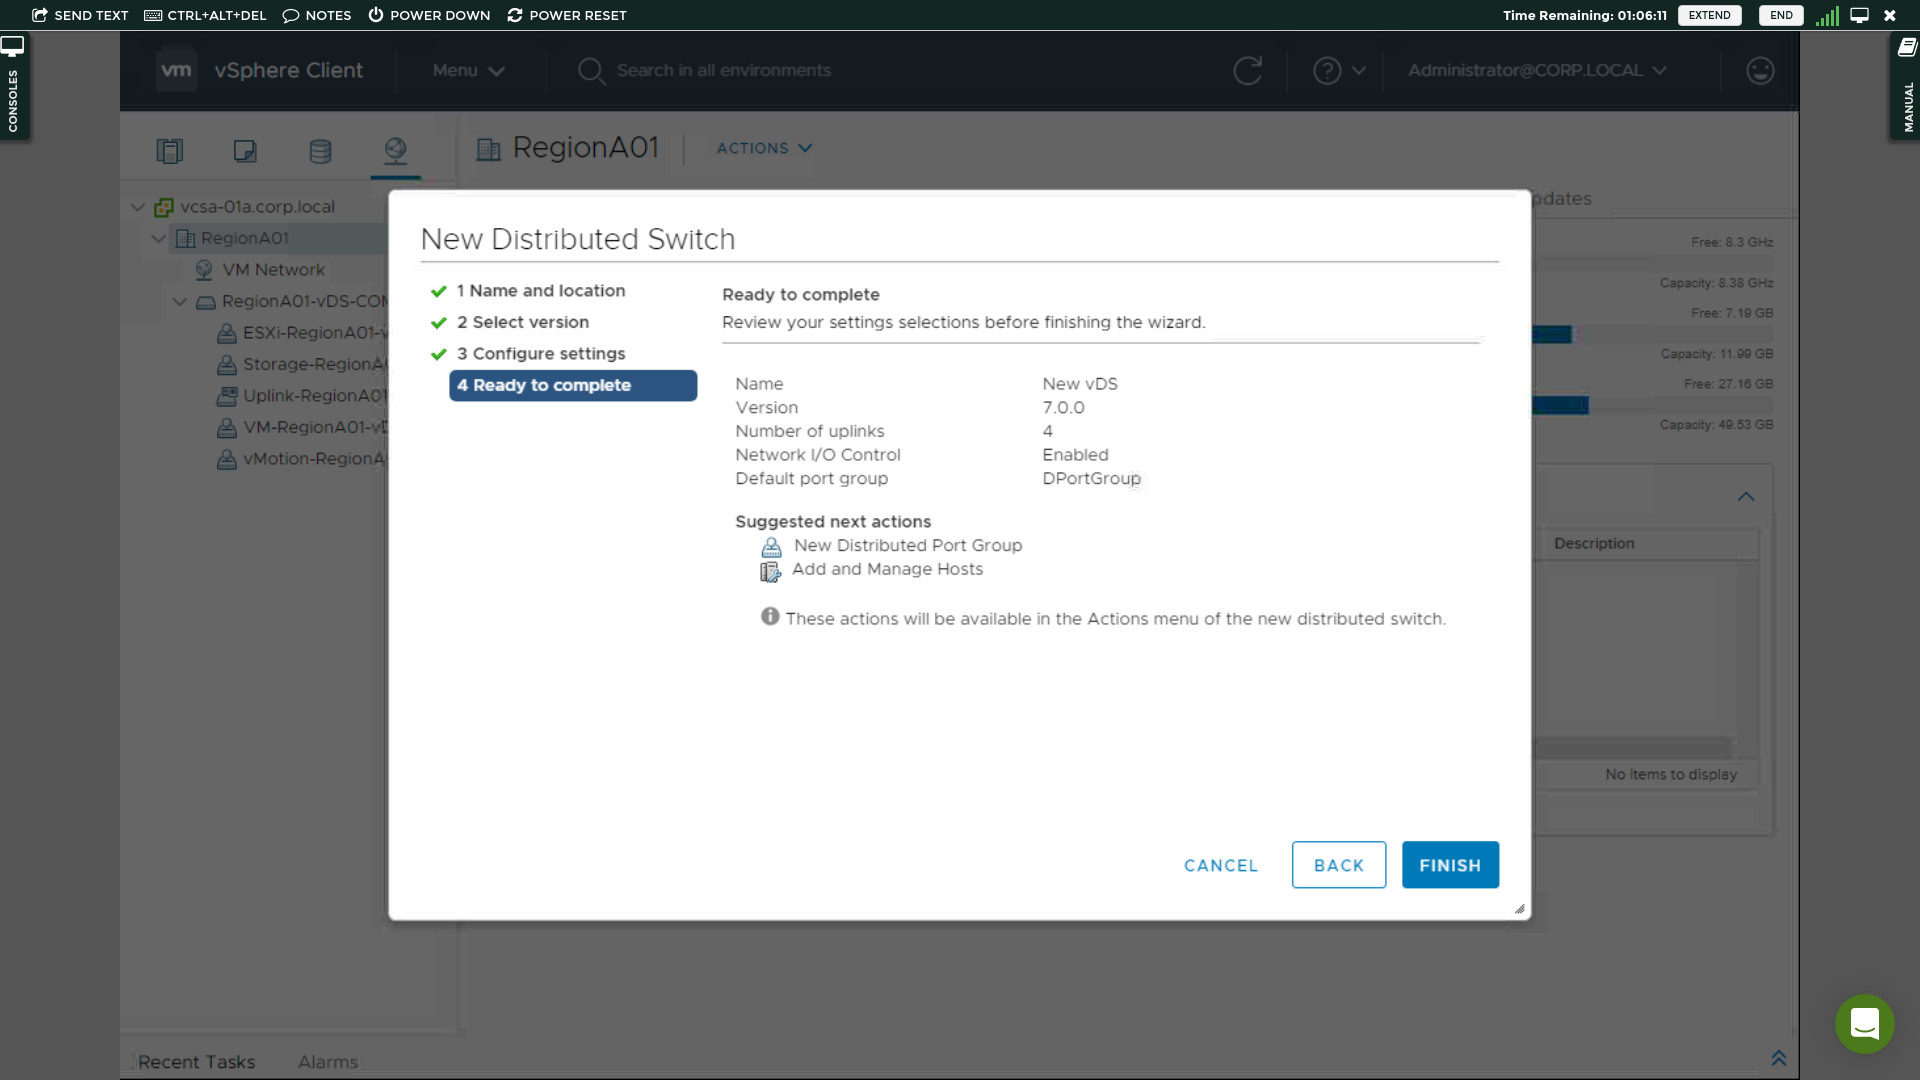 SEND TEXT CTRL+ALT+DEL NOTES POWER DOWN POWER RESET Time Remaining: 01:06:11 EXTEND END
CONSOLES
MANUAL
vm vSphere Client Menu Search in all environments Administrator@CORP.LOCAL
RegionA01 ACTIONS
vcsa-01a.corp.local
RegionA01
VM Network
RegionA01-vDS-COM
ESXi-RegionA01-v
Storage-RegionA
Uplink-RegionA01
VM-RegionA01-vD
vMotion-RegionA
pdates
Free: 8.3 GHz
Capacity: 8.38 GHz
Free: 7.19 GB
Capacity: 11.99 GB
Free: 27.16 GB
Capacity: 49.53 GB
Description
No items to display
New Distributed Switch
1 Name and location
2 Select version
3 Configure settings
4 Ready to complete
Ready to complete
Review your settings selections before finishing the wizard.
Name New vDS
Version 7.0.0
Number of uplinks 4
Network I/O Control Enabled
Default port group DPortGroup
Suggested next actions
New Distributed Port Group
Add and Manage Hosts
These actions will be available in the Actions menu of the new distributed switch.
CANCEL BACK FINISH
Recent Tasks Alarms